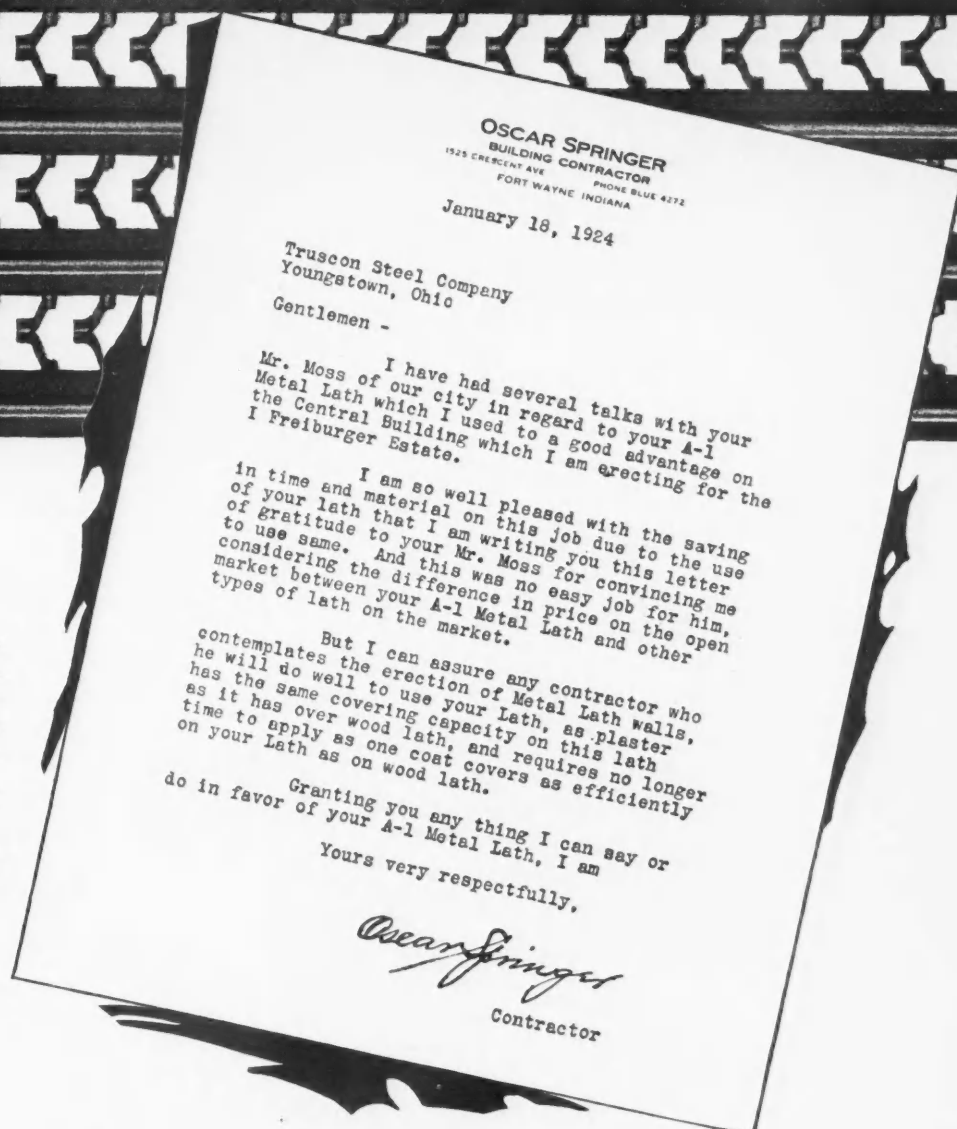 OSCAR SPRINGER
BUILDING CONTRACTOR
1525 CRESCENT AVE PHONE BLUE 4272
FORT WAYNE INDIANA
January 18, 1924
Truscon Steel Company
Youngstown, Ohio
Gentlemen -
I have had several talks with your
Mr. Moss of our city in regard to your A-1
Metal Lath which I used to a good advantage on
the Central Building which I am erecting for the
I Freiburger Estate.
I am so well pleased with the saving
in time and material on this job due to the use
of your lath that I am writing you this letter
of gratitude to your Mr. Moss for convincing me
to use same. And this was no easy job for him,
considering the difference in price on the open
market between your A-1 Metal Lath and other
types of lath on the market.
But I can assure any contractor who
contemplates the erection of Metal Lath walls,
he will do well to use your Lath, as plaster
has the same covering capacity on this lath
as it has over wood lath, and requires no longer
time to apply as one coat covers as efficiently
on your Lath as on wood lath.
Granting you any thing I can say or
do in favor of your A-1 Metal Lath, I am
Yours very respectfully,
Oscar Springer
Contractor